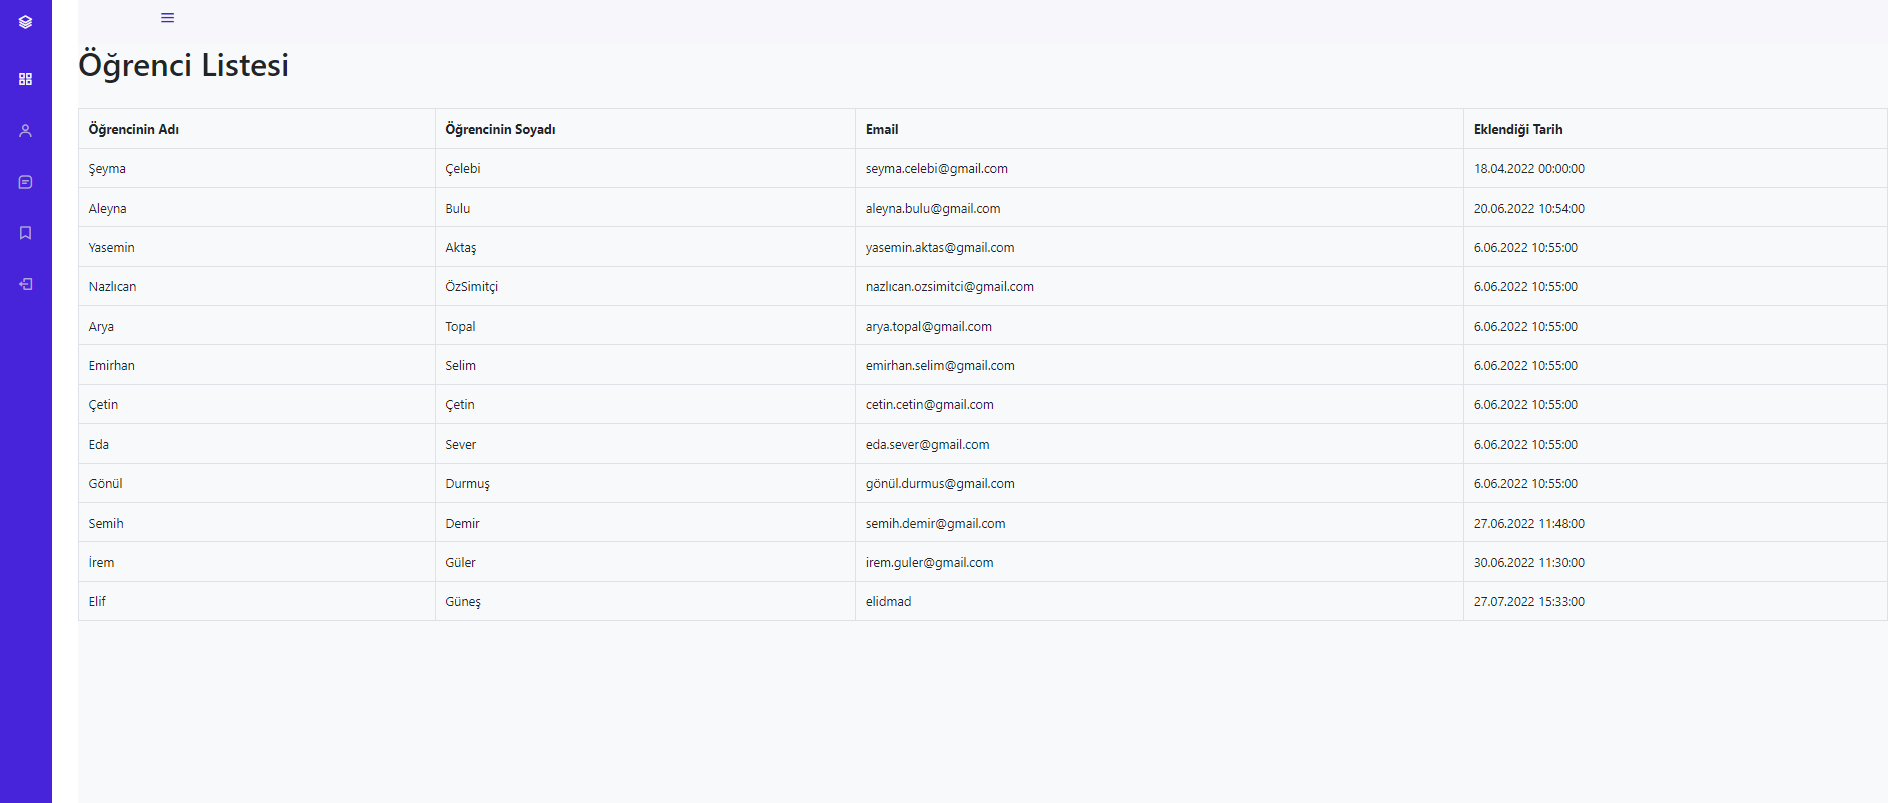 Öğrenci Listesi
Öğrencinin Adı Öğrencinin Soyadı Email Eklendiği Tarih
Şeyma Çelebi seyma.celebi@gmail.com 18.04.2022 00:00:00
Aleyna Bulu aleyna.bulu@gmail.com 20.06.2022 10:54:00
Yasemin Aktaş yasemin.aktas@gmail.com 6.06.2022 10:55:00
Nazlıcan ÖzSimitçi nazlıcan.ozsimitci@gmail.com 6.06.2022 10:55:00
Arya Topal arya.topal@gmail.com 6.06.2022 10:55:00
Emirhan Selim emirhan.selim@gmail.com 6.06.2022 10:55:00
Çetin Çetin cetin.cetin@gmail.com 6.06.2022 10:55:00
Eda Sever eda.sever@gmail.com 6.06.2022 10:55:00
Gönül Durmuş gönül.durmus@gmail.com 6.06.2022 10:55:00
Semih Demir semih.demir@gmail.com 27.06.2022 11:48:00
İrem Güler irem.guler@gmail.com 30.06.2022 11:30:00
Elif Güneş elidmad 27.07.2022 15:33:00